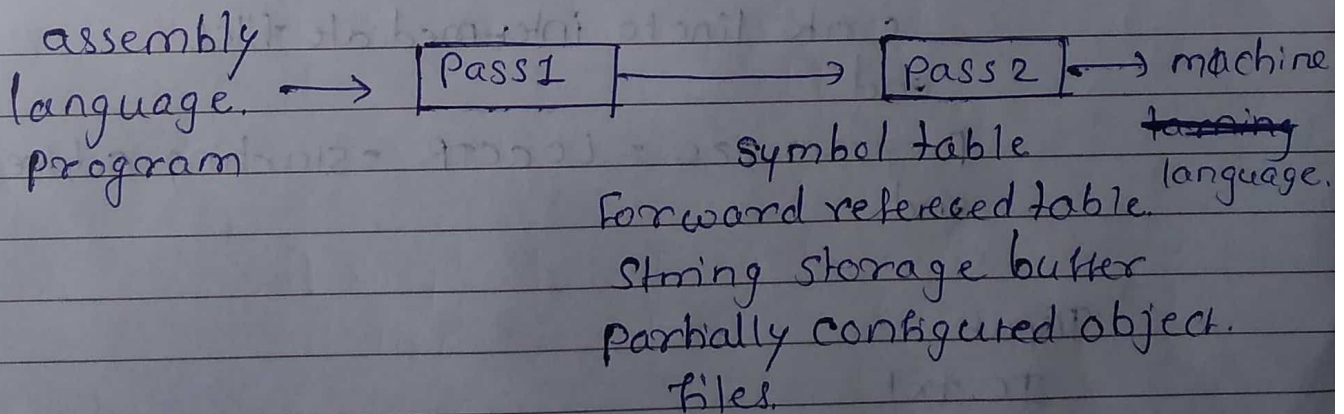 assembly
language. → Pass1 → Pass2 → machine
program
symbol table
language.
Forward refereced table.
String storage buffer
partially configured object.
files.